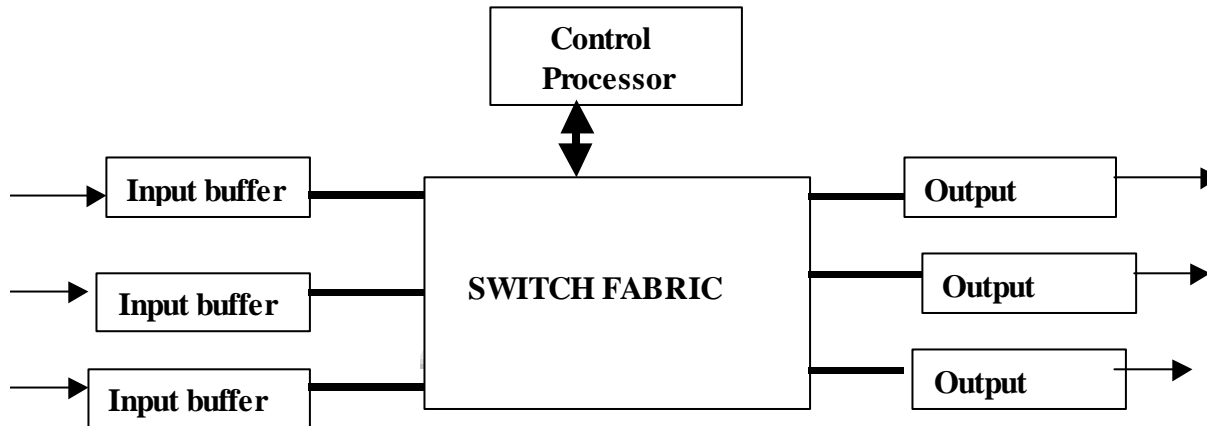 Control
Processor
Input buffer
Output
SWITCH FABRIC
Input buffer
Output
Input buffer
Output